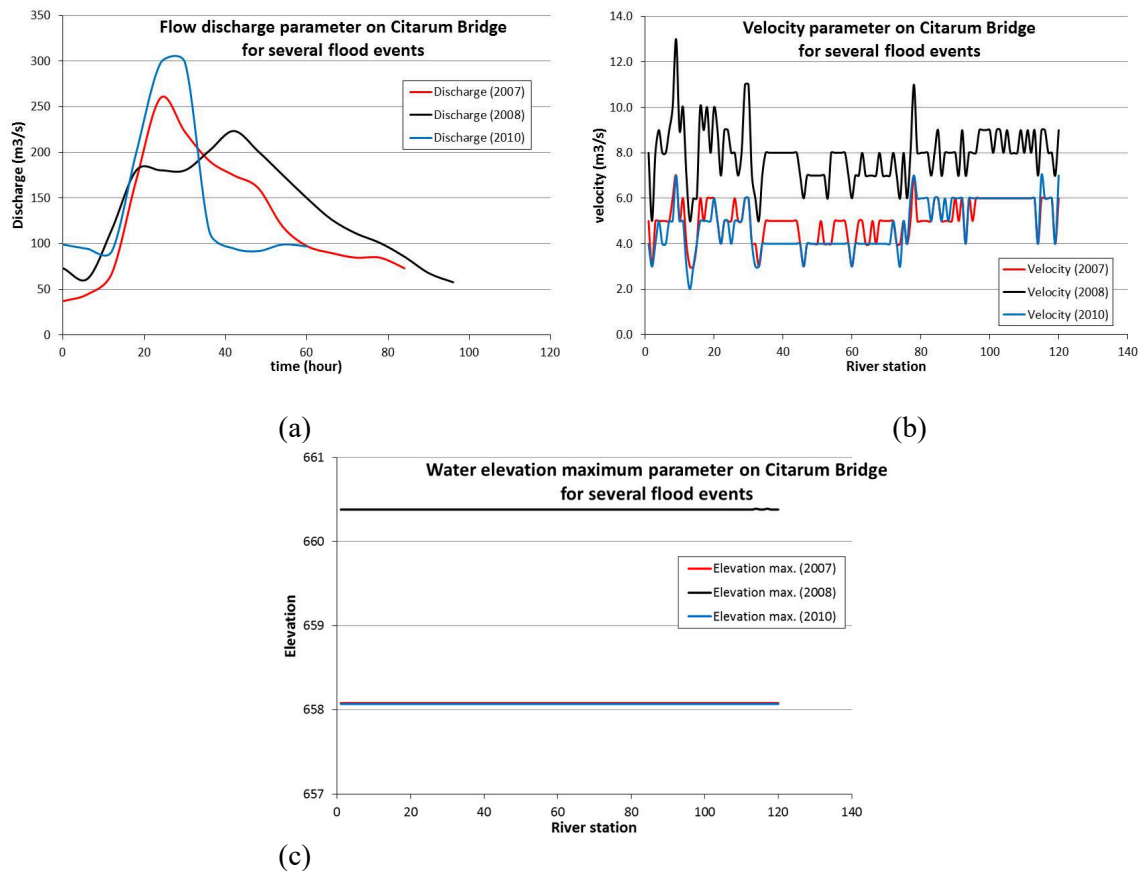 Flow discharge parameter on Citarum Bridge
for several flood events
350
300
250
200
150
100
50
0
Discharge (m3/s)
Discharge (2007)
Discharge (2008)
Discharge (2010)
0 20 40 60 80 100 120
time (hour)
(a)
Velocity parameter on Citarum Bridge
for several flood events
14.0
12.0
10.0
8.0
6.0
4.0
2.0
0.0
velocity (m3/s)
Velocity (2007)
Velocity (2008)
Velocity (2010)
0 20 40 60 80 100 120 140
River station
(b)
Water elevation maximum parameter on Citarum Bridge
for several flood events
661
660
659
658
657
Elevation
Elevation max. (2007)
Elevation max. (2008)
Elevation max. (2010)
0 20 40 60 80 100 120 140
River station
(c)